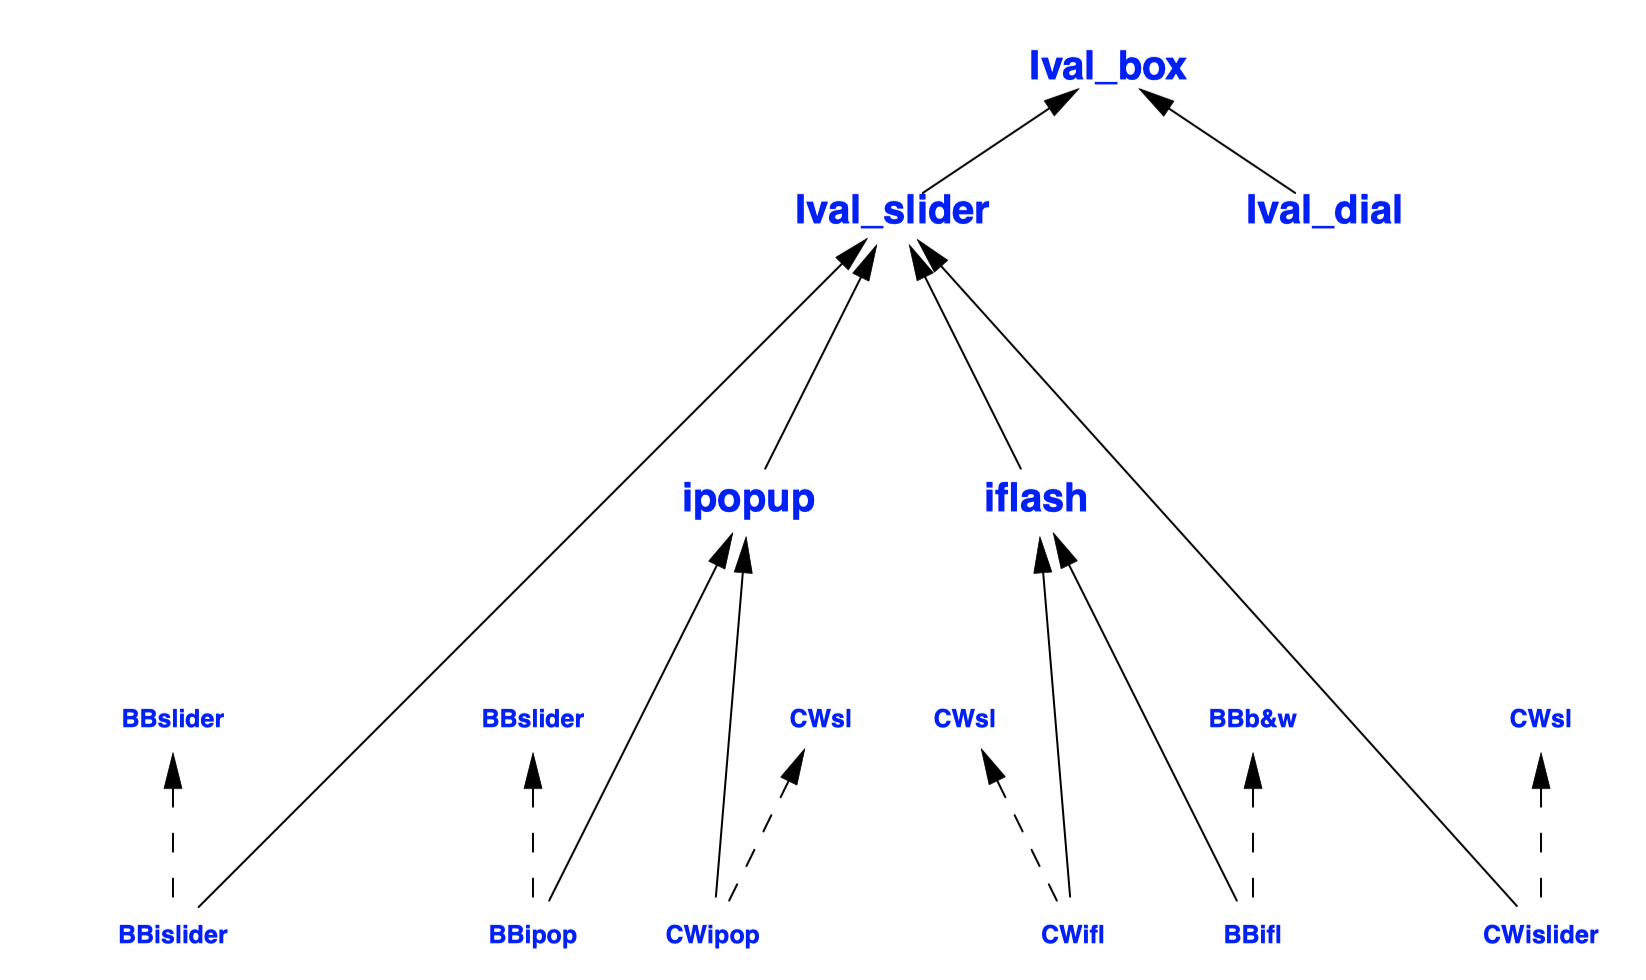 Ival_box
Ival_slider
Ival_dial
ipopup
iflash
BBslider
BBslider
CWsl
CWsl
BBb&w
CWsl
BBislider
BBipop
CWipop
CWifl
BBifl
CWislider